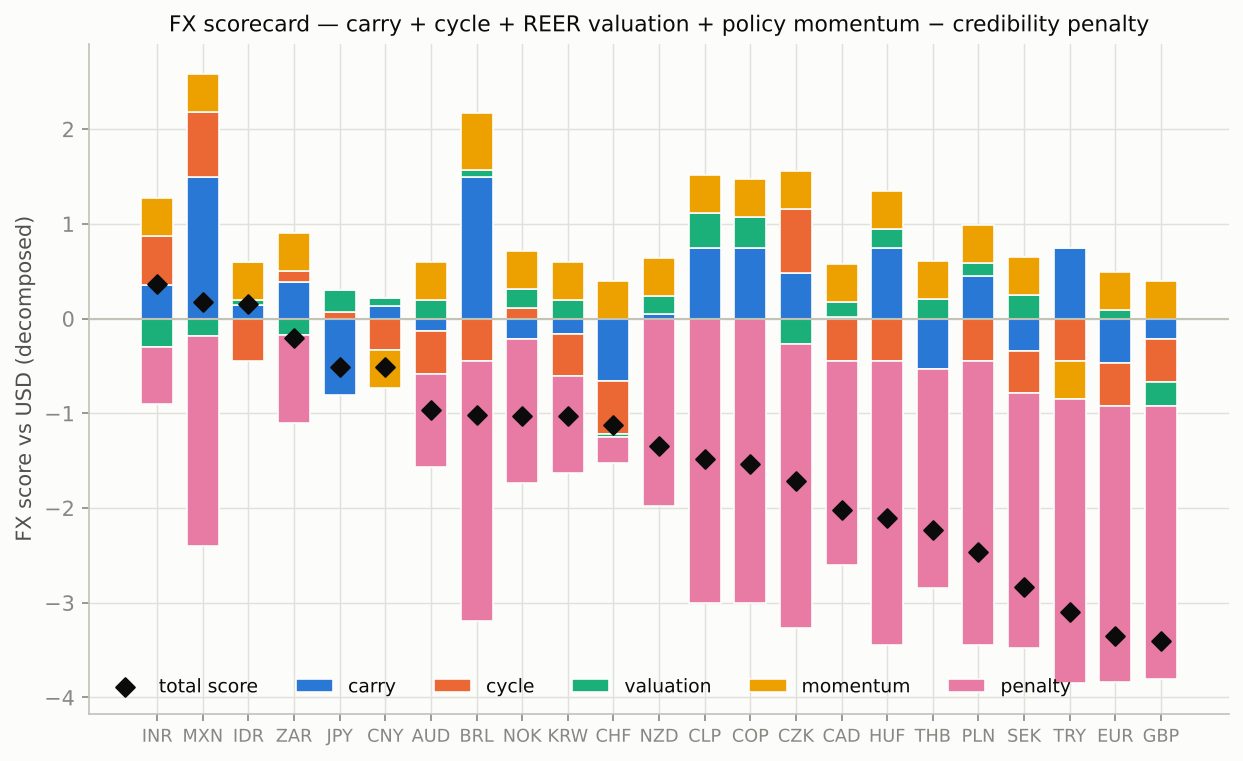 FX scorecard — carry + cycle + REER valuation + policy momentum − credibility penalty
FX score vs USD (decomposed)
2
1
0
−1
−2
−3
−4
total score
carry
cycle
valuation
momentum
penalty
INR MXN IDR ZAR JPY CNY AUD BRL NOK KRW CHF NZD CLP COP CZK CAD HUF THB PLN SEK TRY EUR GBP